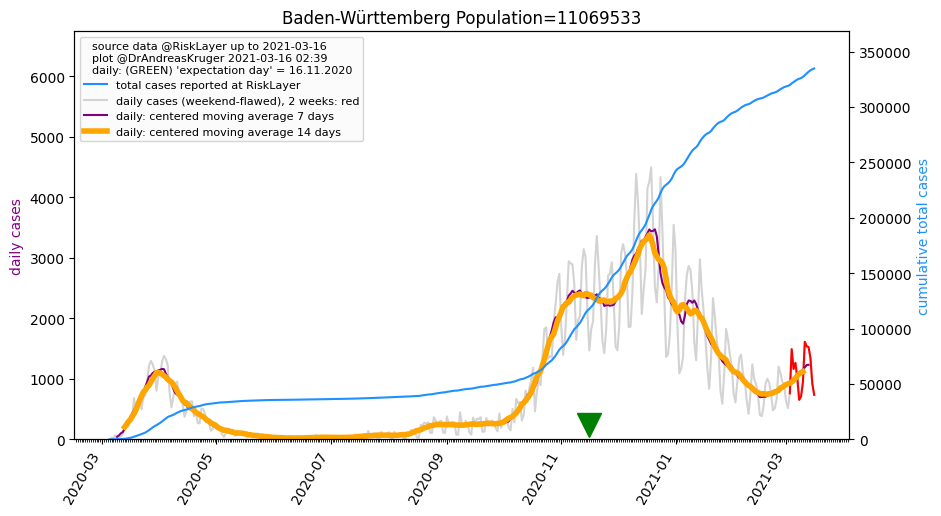 Baden-Württemberg Population=11069533
source data @RiskLayer up to 2021-03-16
plot @DrAndreasKruger 2021-03-16 02:39
daily: (GREEN) 'expectation day' = 16.11.2020
total cases reported at RiskLayer
daily cases (weekend-flawed), 2 weeks: red
daily: centered moving average 7 days
daily: centered moving average 14 days
daily cases
6000
5000
4000
3000
2000
1000
0
350000
300000
250000
200000
150000
100000
50000
0
cumulative total cases
2020-03
2020-05
2020-07
2020-09
2020-11
2021-01
2021-03